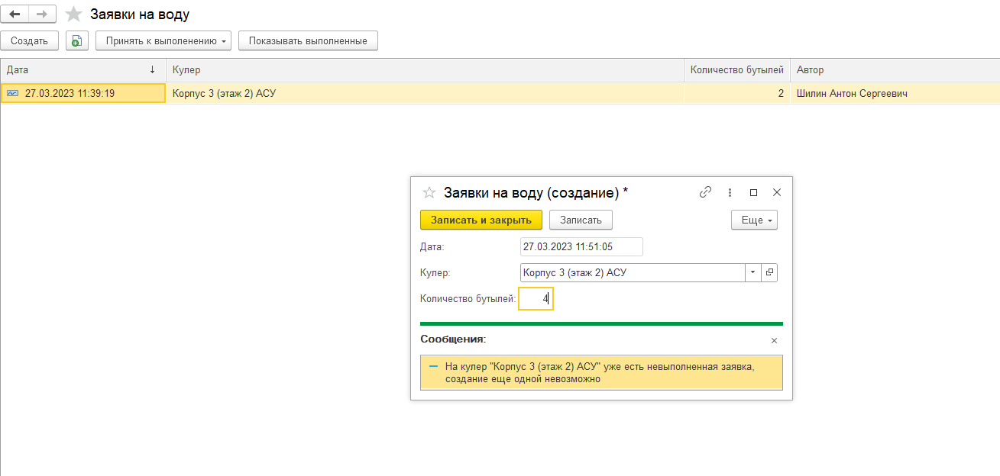 Заявки на воду
Создать
Принять к выполенению
Показывать выполненные
Дата ↓ Кулер Количество бутылей Автор
27.03.2023 11:39:19 Корпус 3 (этаж 2) АСУ 2 Шилин Антон Сергеевич
Заявки на воду (создание) *
Записать и закрыть Записать Еще
Дата: 27.03.2023 11:51:05
Кулер: Корпус 3 (этаж 2) АСУ
Количество бутылей: 4
Сообщения:
На кулер "Корпус 3 (этаж 2) АСУ" уже есть невыполненная заявка,
создание еще одной невозможно